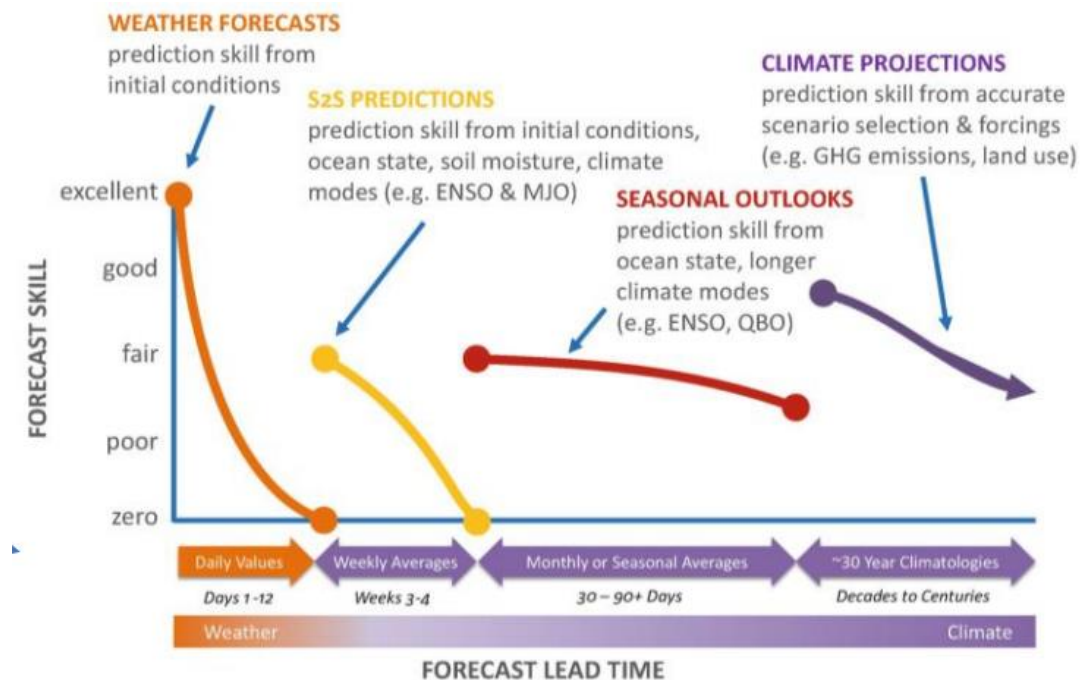 WEATHER FORECASTS
prediction skill from
initial conditions
S2S PREDICTIONS
prediction skill from initial conditions,
ocean state, soil moisture, climate
modes (e.g. ENSO & MJO)
CLIMATE PROJECTIONS
prediction skill from accurate
scenario selection & forcings
(e.g. GHG emissions, land use)
SEASONAL OUTLOOKS
prediction skill from
ocean state, longer
climate modes
(e.g. ENSO, QBO)
FORECAST SKILL
excellent
good
fair
poor
zero
Daily Values
Weekly Averages
Monthly or Seasonal Averages
~30 Year Climatologies
Days 1-12
Weeks 3-4
30 – 90+ Days
Decades to Centuries
Weather
Climate
FORECAST LEAD TIME